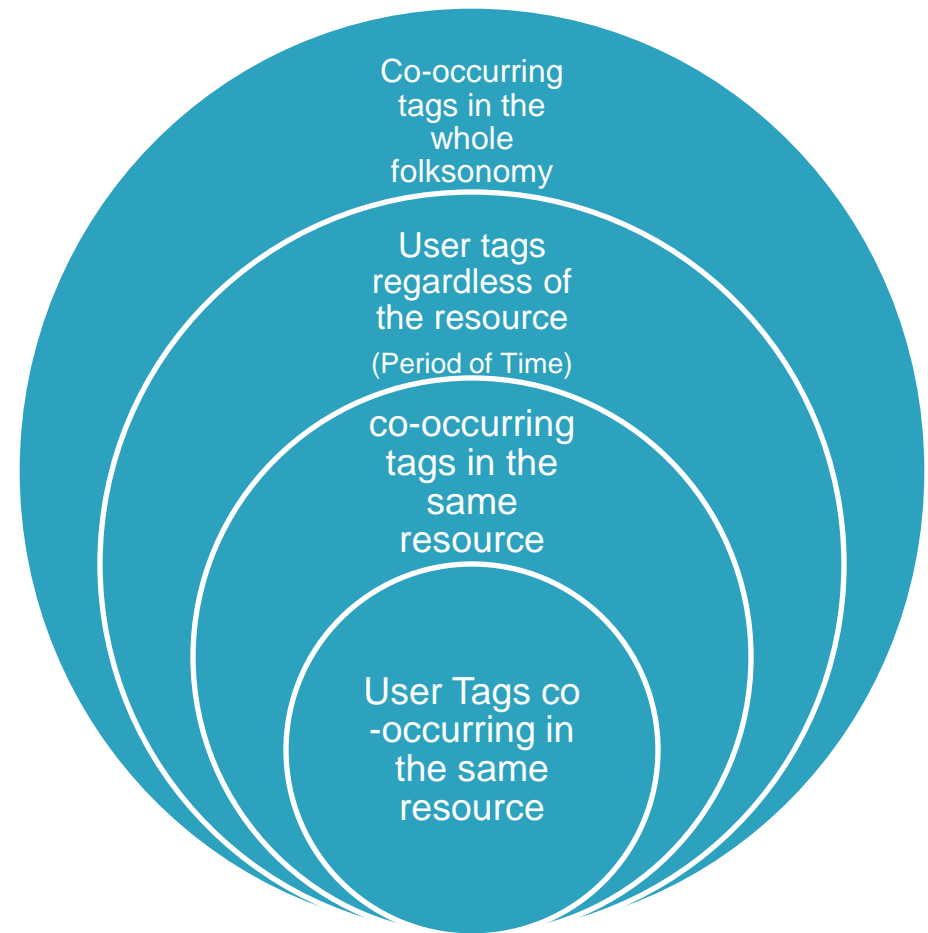 Co-occurring
tags in the
whole
folksonomy
User tags
regardless of
the resource
(Period of Time)
co-occurring
tags in the
same
resource
User Tags co
-occurring in
the same
resource